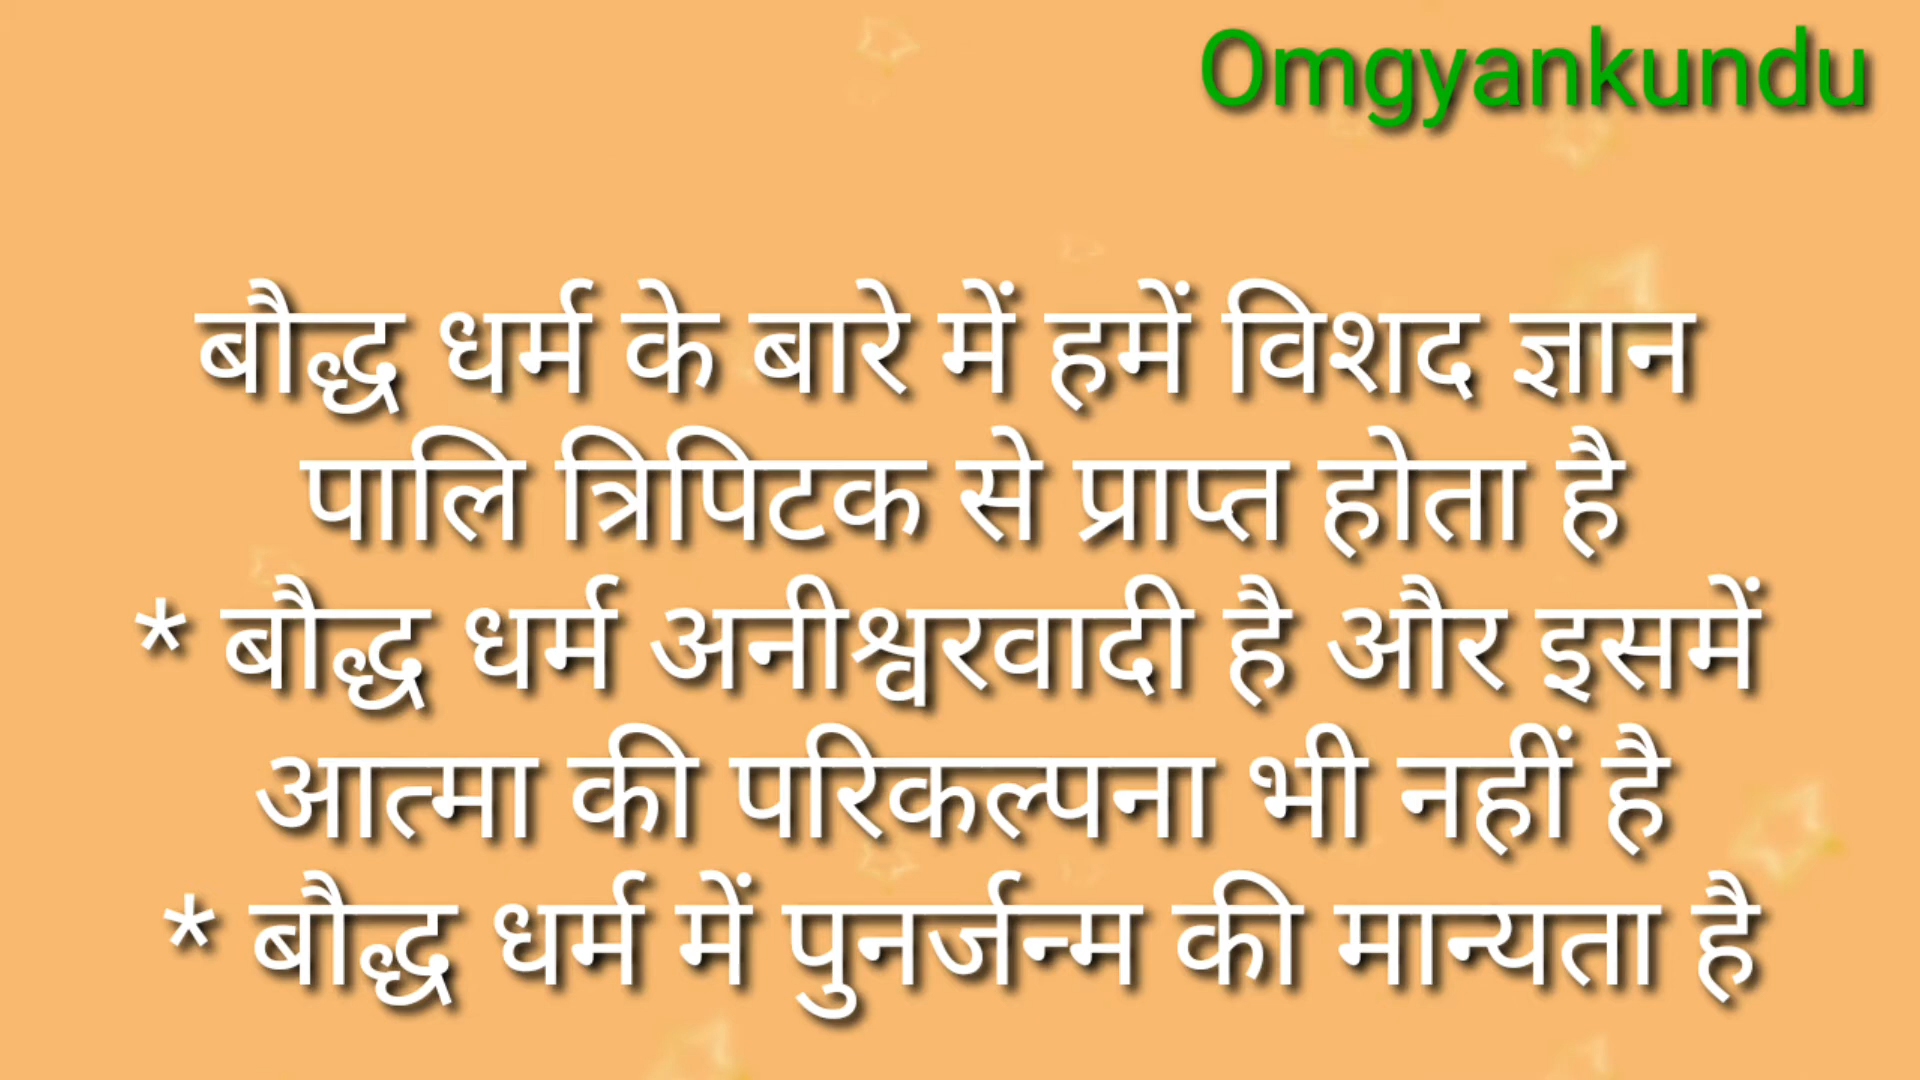 Omgyankundu
बौद्ध धर्म के बारे में हमें विशद ज्ञान
पालि त्रिपिटक से प्राप्त होता है
* बौद्ध धर्म अनीश्वरवादी है और इसमें
आत्मा की परिकल्पना भी नहीं है
* बौद्ध धर्म में पुनर्जन्म की मान्यता है